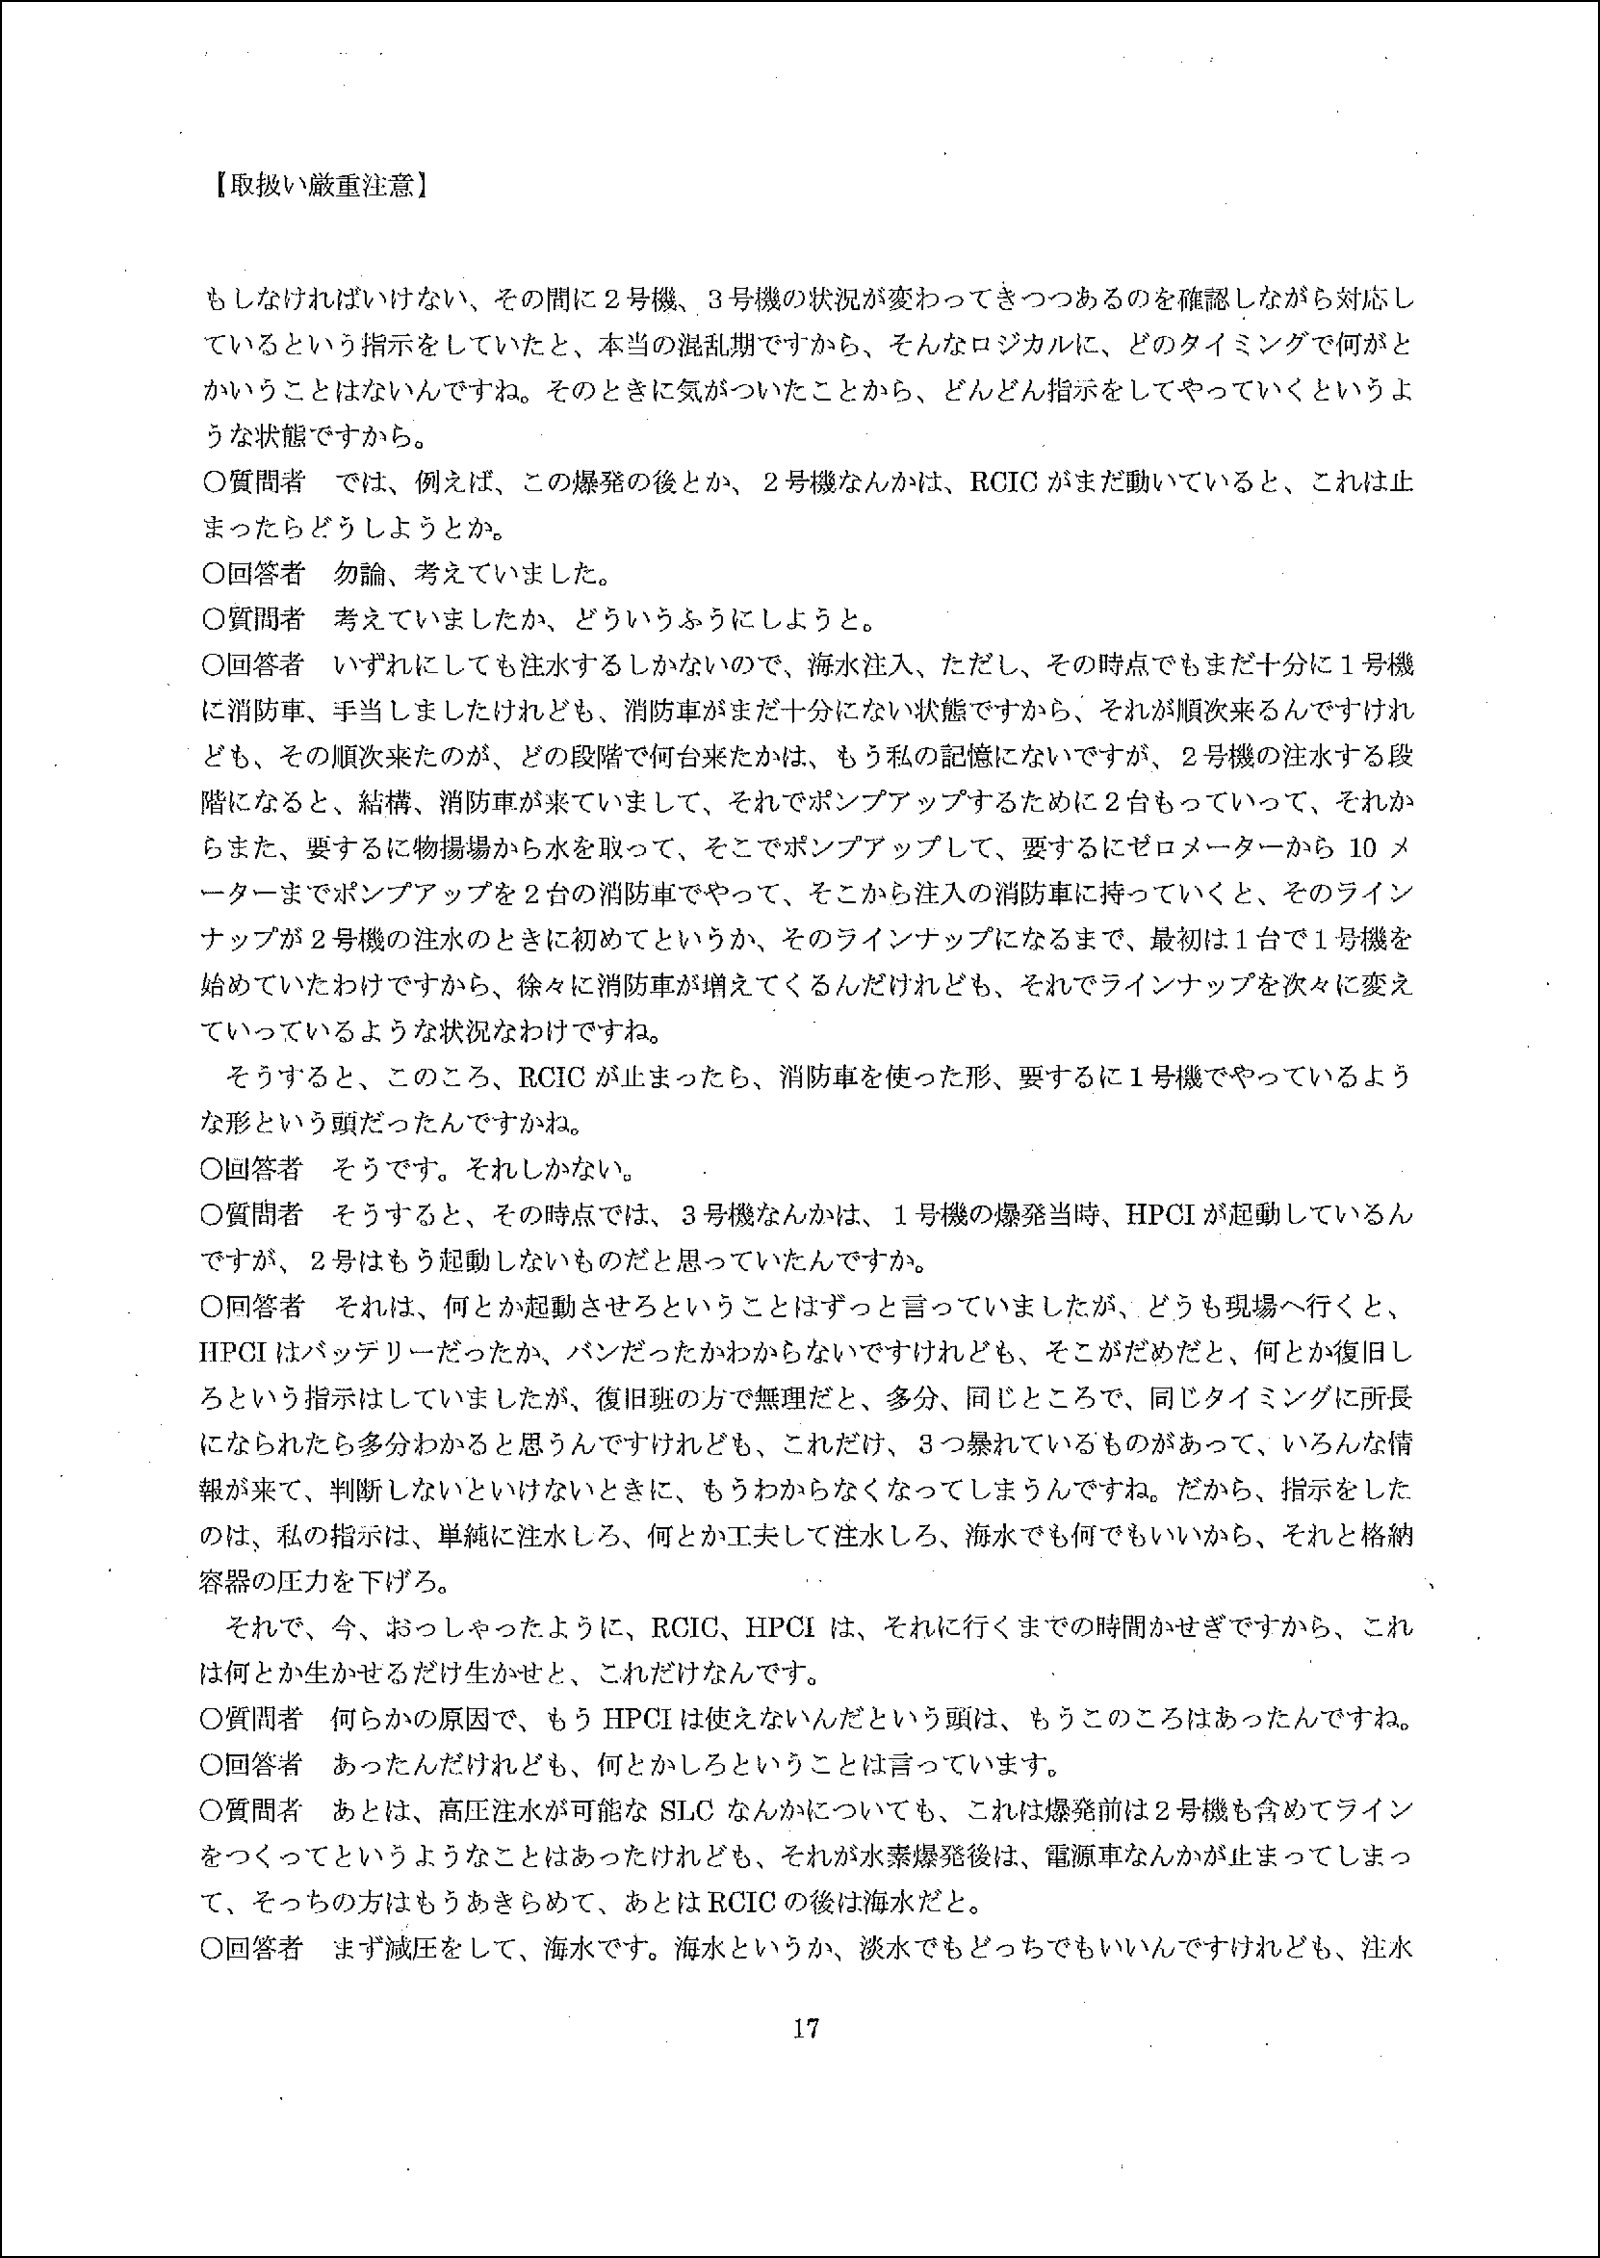 【取扱い厳重注意】
もしなければいけない、その間に２号機、３号機の状況が変わってきつつあるのを確認しながら対応し
ているという指示をしていたと、本当の混乱期ですから、そんなロジカルに、どのタイミングで何がと
かいうことはないんですね。そのときに気がついたことから、どんどん指示をしてやっていくというよ
うな状態ですから。
○質問者　では、例えば、この爆発の後とか、２号機なんかは、RCIC がまだ動いていると、これは止
まったらどうしようとか。
○回答者　勿論、考えていました。
○質問者　考えていましたか、どういうふうにしようと。
○回答者　いずれにしても注水するしかないので、海水注入、ただし、その時点でもまだ十分に１号機
に消防車、手当しましたけれども、消防車がまだ十分にない状態ですから、それが順次来るんですけれ
ども、その順次来たのが、どの段階で何台来たかは、もう私の記憶にないですが、２号機の注水する段
階になると、結構、消防車が来ていまして、それでポンプアップするために２台もっていって、それか
らまた、要するに物揚場から水を取って、そこでポンプアップして、要するにゼロメーターから 10 メ
ーターまでポンプアップを２台の消防車でやって、そこから注入の消防車に持っていくと、そのライン
ナップが２号機の注水のときに初めてというか、そのラインナップになるまで、最初は１台で１号機を
始めていたわけですから、徐々に消防車が増えてくるんだけれども、それでラインナップを次々に変え
ていっているような状況なわけですね。
　そうすると、このころ、RCIC が止まったら、消防車を使った形、要するに１号機でやっているよう
な形という頭だったんですかね。
○回答者　そうです。それしかない。
○質問者　そうすると、その時点では、３号機なんかは、１号機の爆発当時、HPCI が起動しているん
ですが、２号はもう起動しないものだと思っていたんですか。
○回答者　それは、何とか起動させろということはずっと言っていましたが、どうも現場へ行くと、
HPCI はバッテリーだったか、バンだったかわからないですけれども、そこがだめだと、何とか復旧し
ろという指示はしていましたが、復旧班の方で無理だと、多分、同じところで、同じタイミングに所長
になられたら多分わかると思うんですけれども、これだけ、３つ暴れているものがあって、いろんな情
報が来て、判断しないといけないときに、もうわからなくなってしまうんですね。だから、指示をした
のは、私の指示は、単純に注水しろ、何とか工夫して注水しろ、海水でも何でもいいから、それと格納
容器の圧力を下げろ。
　それで、今、おっしゃったように、RCIC、HPCI は、それに行くまでの時間かせぎですから、これ
は何とか生かせるだけ生かせと、これだけなんです。
○質問者　何らかの原因で、もう HPCI は使えないんだという頭は、もうこのころはあったんですね。
○回答者　あったんだけれども、何とかしろということは言っています。
○質問者　あとは、高圧注水が可能な SLC なんかについても、これは爆発前は２号機も含めてライン
をつくってというようなことはあったけれども、それが水素爆発後は、電源車なんかが止まってしまっ
て、そっちの方はもうあきらめて、あとは RCIC の後は海水だと。
○回答者　まず減圧をして、海水です。海水というか、淡水でもどっちでもいいんですけれども、注水
17